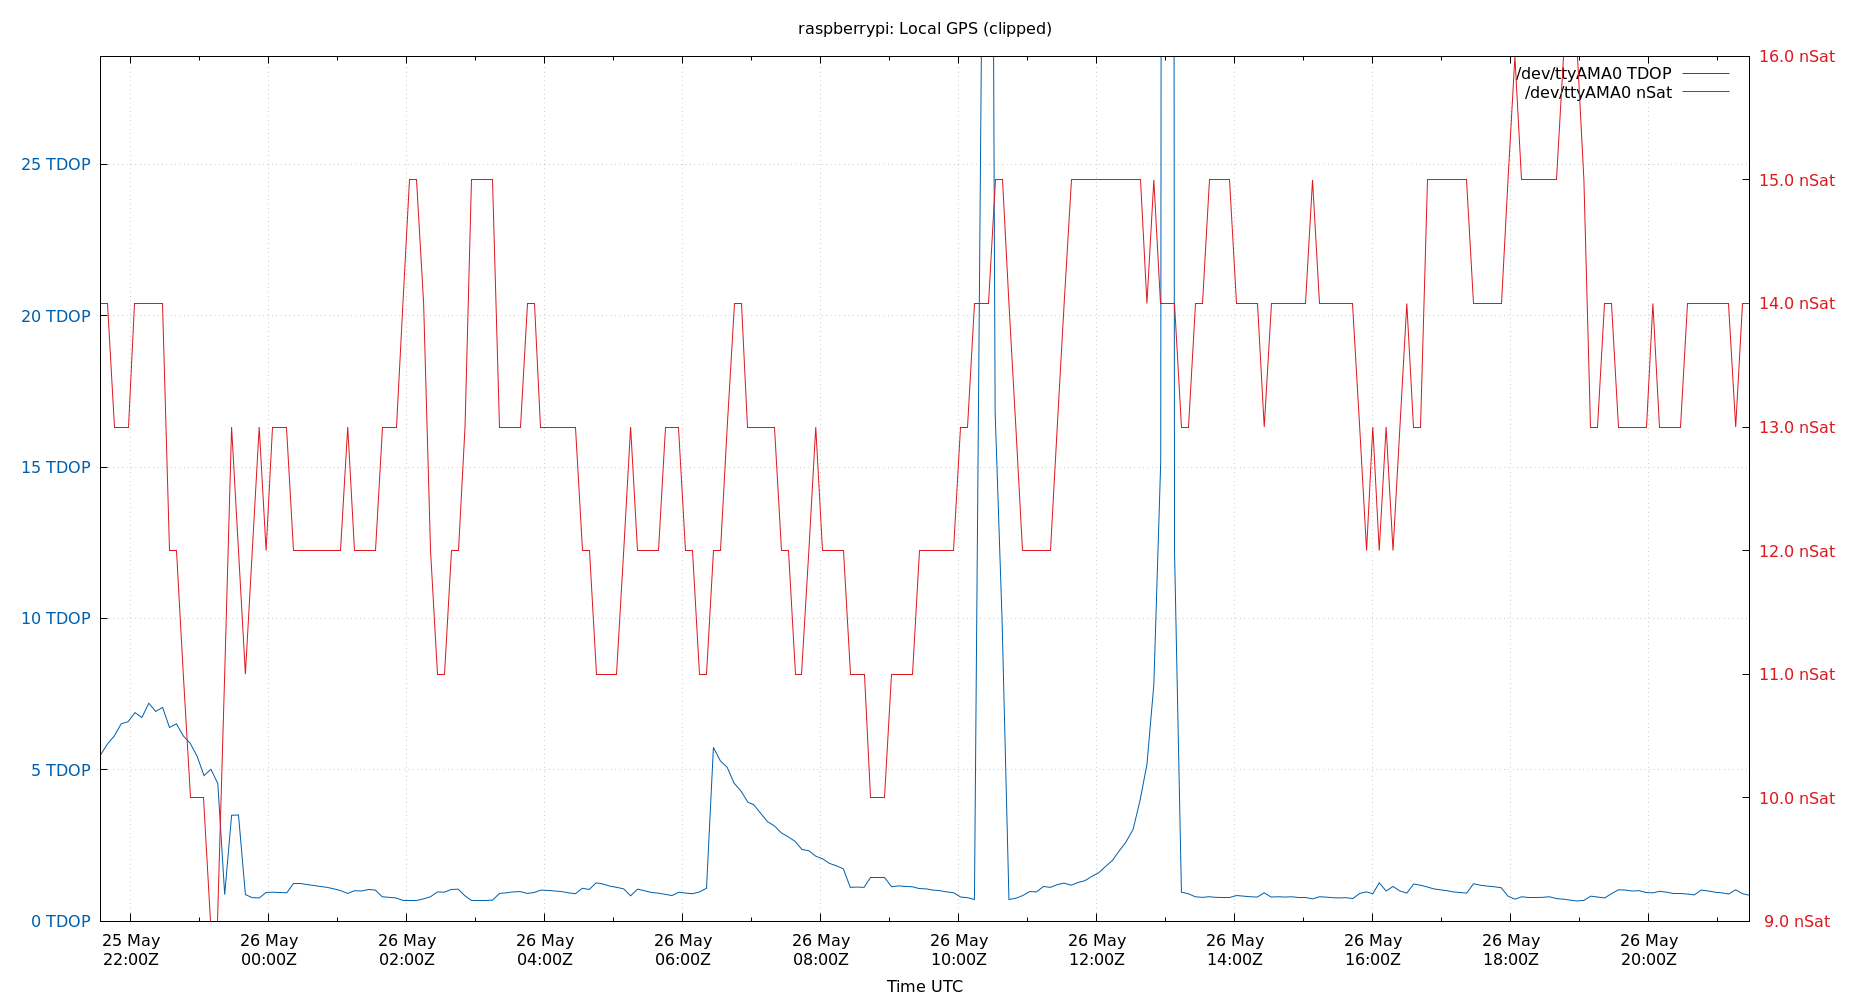 raspberrypi: Local GPS (clipped)
/dev/ttyAMA0 TDOP
/dev/ttyAMA0 nSat
25 TDOP
20 TDOP
15 TDOP
10 TDOP
5 TDOP
0 TDOP
16.0 nSat
15.0 nSat
14.0 nSat
13.0 nSat
12.0 nSat
11.0 nSat
10.0 nSat
9.0 nSat
25 May 22:00Z
26 May 00:00Z
26 May 02:00Z
26 May 04:00Z
26 May 06:00Z
26 May 08:00Z
26 May 10:00Z
26 May 12:00Z
26 May 14:00Z
26 May 16:00Z
26 May 18:00Z
26 May 20:00Z
Time UTC